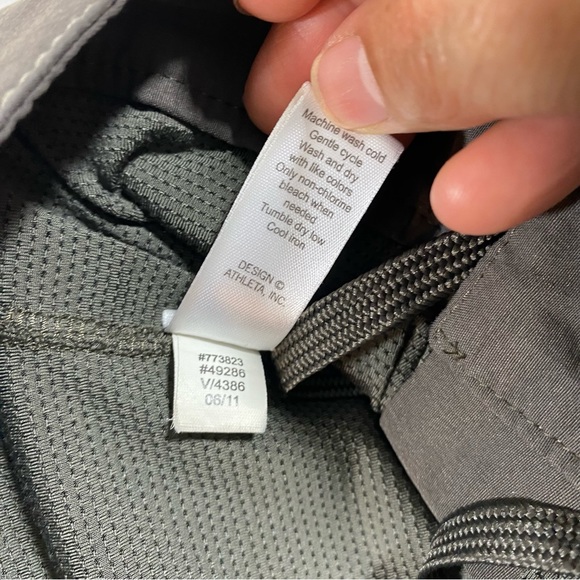 Machine wash cold
Gentle cycle
Wash and dry
with like colors
Only non-chlorine
bleach when
needed
Tumble dry low
Cool iron
DESIGN ©
ATHLETA, INC.
#773823
#49286
V/4386
06/11